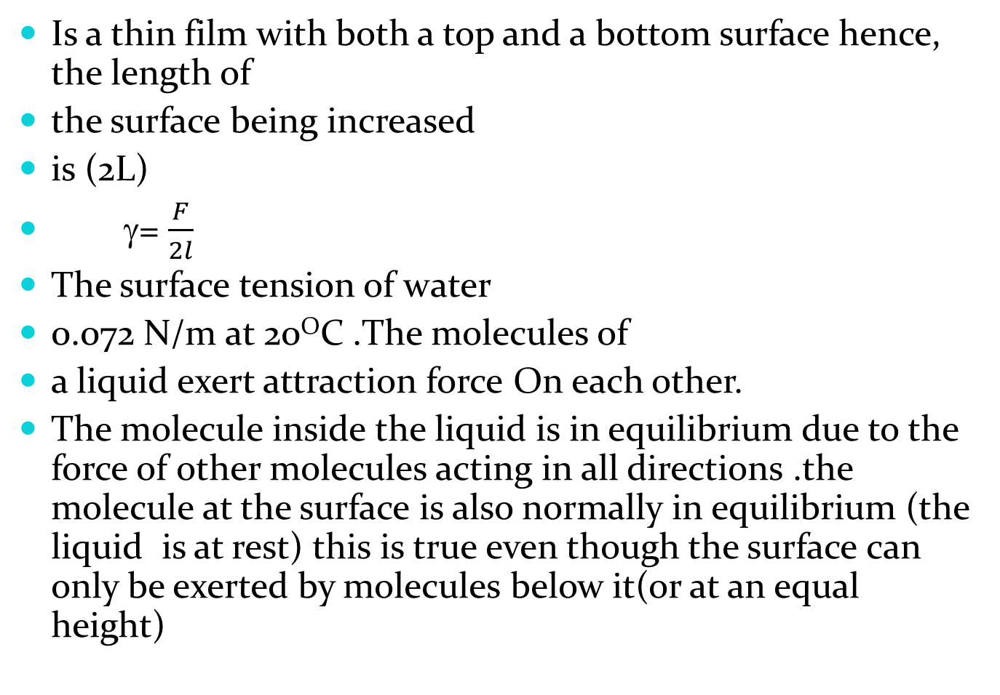 Is a thin film with both a top and a bottom surface hence,
the length of
the surface being increased
is (2L)
γ= F/2l
The surface tension of water
0.072 N/m at 20ᴼC .The molecules of
a liquid exert attraction force On each other.
The molecule inside the liquid is in equilibrium due to the
force of other molecules acting in all directions .the
molecule at the surface is also normally in equilibrium (the
liquid  is at rest) this is true even though the surface can
only be exerted by molecules below it(or at an equal
height)